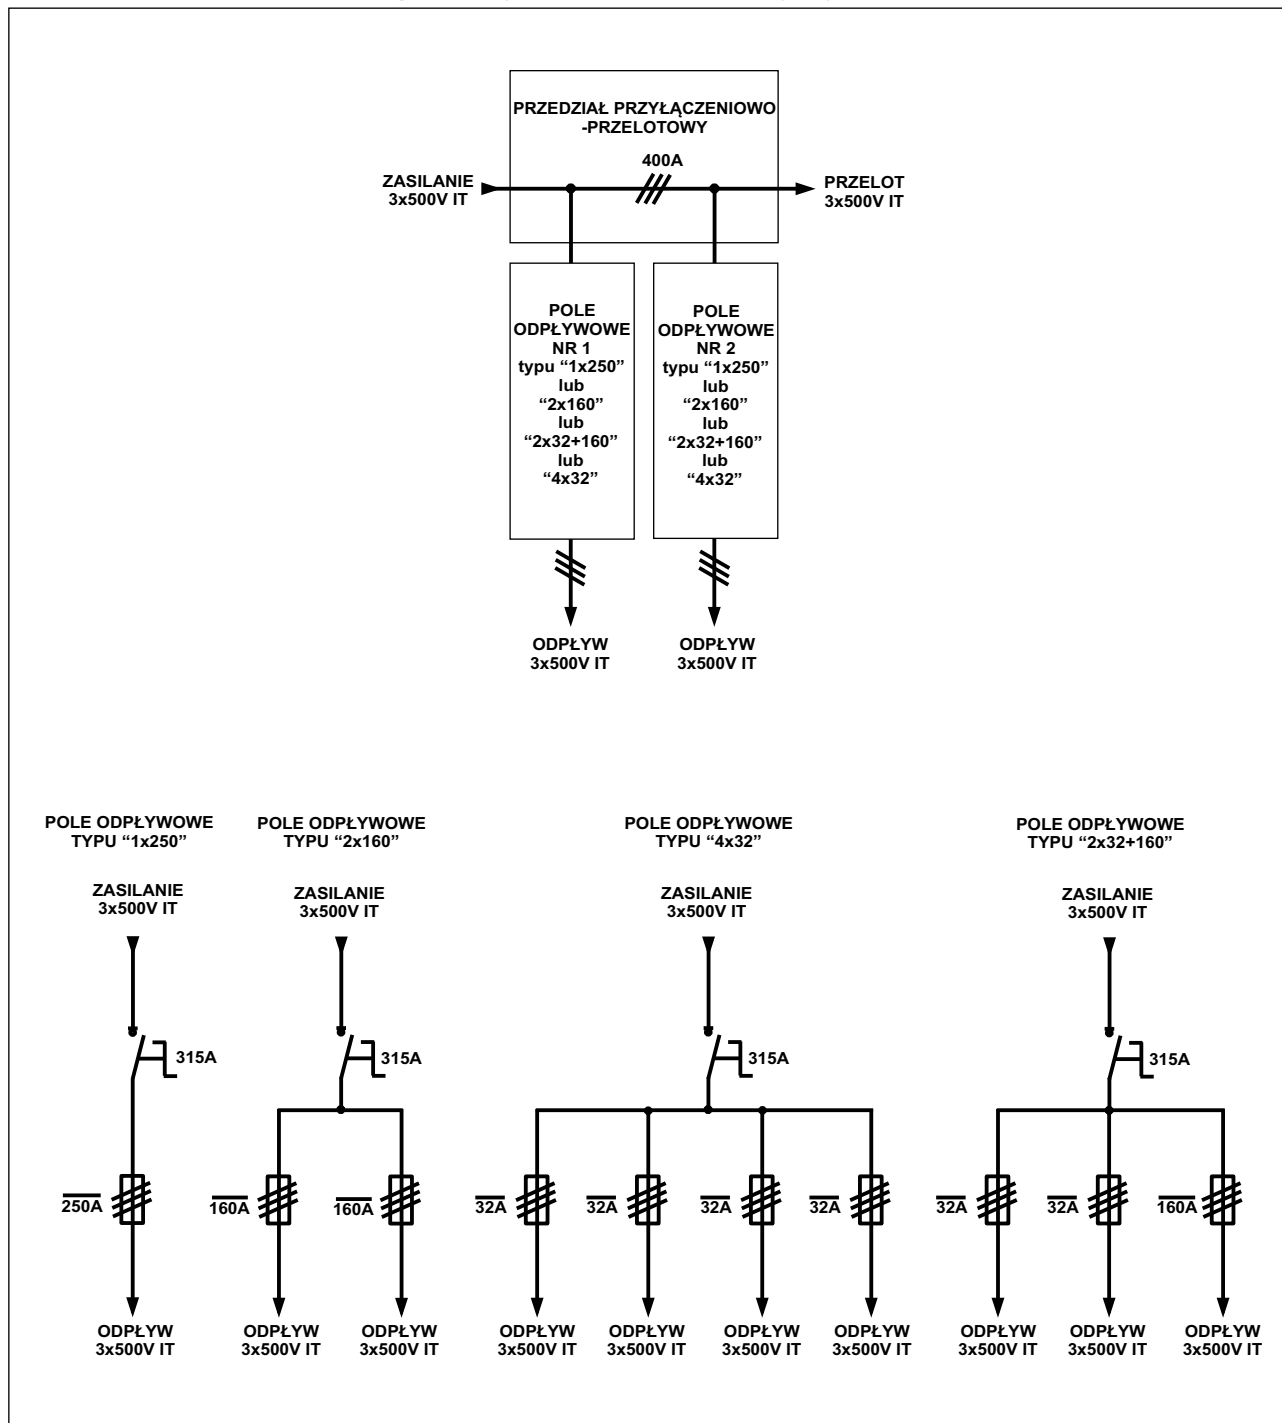 PRZEDZIAŁ PRZYŁĄCZENIOWO
-PRZELOTOWY
400A
ZASILANIE
3x500V IT
PRZELOT
3x500V IT
POLE
ODPŁYWOWE
NR 1
typu “1x250”
lub
“2x160”
lub
“2x32+160”
lub
“4x32”
POLE
ODPŁYWOWE
NR 2
typu “1x250”
lub
“2x160”
lub
“2x32+160”
lub
“4x32”
ODPŁYW
3x500V IT
ODPŁYW
3x500V IT
POLE ODPŁYWOWE
TYPU “1x250”
ZASILANIE
3x500V IT
315A
250A
ODPŁYW
3x500V IT
POLE ODPŁYWOWE
TYPU “2x160”
ZASILANIE
3x500V IT
315A
160A
160A
ODPŁYW
3x500V IT
ODPŁYW
3x500V IT
POLE ODPŁYWOWE
TYPU “4x32”
ZASILANIE
3x500V IT
315A
32A
32A
32A
32A
ODPŁYW
3x500V IT
ODPŁYW
3x500V IT
ODPŁYW
3x500V IT
ODPŁYW
3x500V IT
POLE ODPŁYWOWE
TYPU “2x32+160”
ZASILANIE
3x500V IT
315A
32A
32A
160A
ODPŁYW
3x500V IT
ODPŁYW
3x500V IT
ODPŁYW
3x500V IT